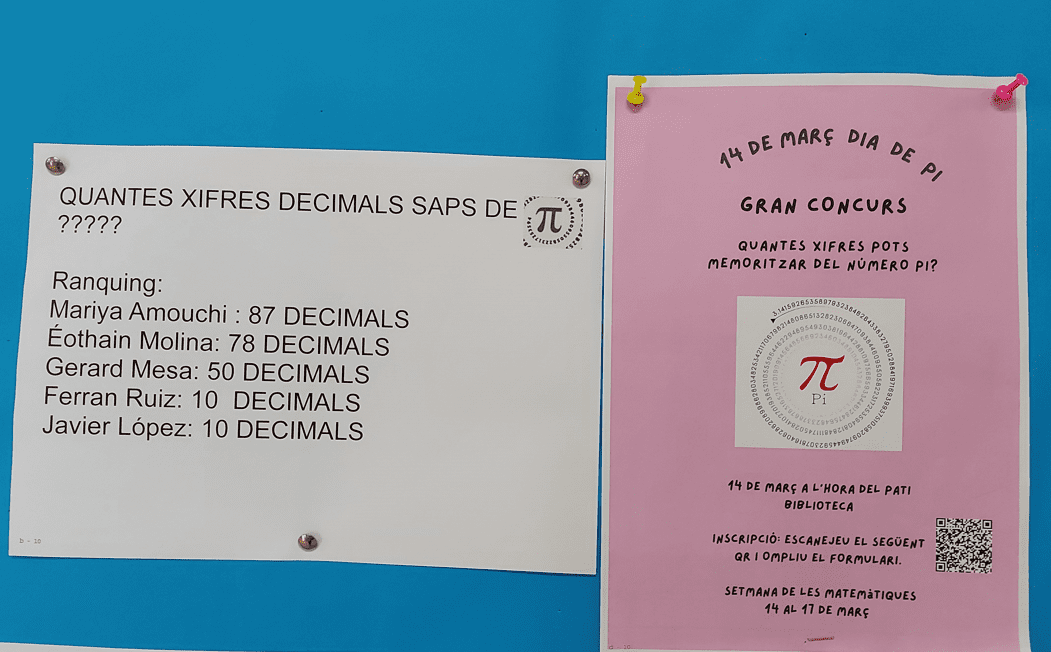 QUANTES XIFRES DECIMALS SAPS DE π
?????
Ranquing:
Mariya Amouchi : 87 DECIMALS
Éothain Molina: 78 DECIMALS
Gerard Mesa: 50 DECIMALS
Ferran Ruiz: 10 DECIMALS
Javier López: 10 DECIMALS
b - 10
14 DE MARÇ DIA DE PI
GRAN CONCURS
QUANTES XIFRES POTS
MEMORITZAR DEL NÚMERO PI?
π
Pi
14 DE MARÇ A L'HORA DEL PATI
BIBLIOTECA
INSCRIPCIÓ: ESCANEJEU EL SEGÜENT
QR I OMPLIU EL FORMULARI.
SETMANA DE LES MATEMàTIQUES
14 AL 17 DE MARÇ